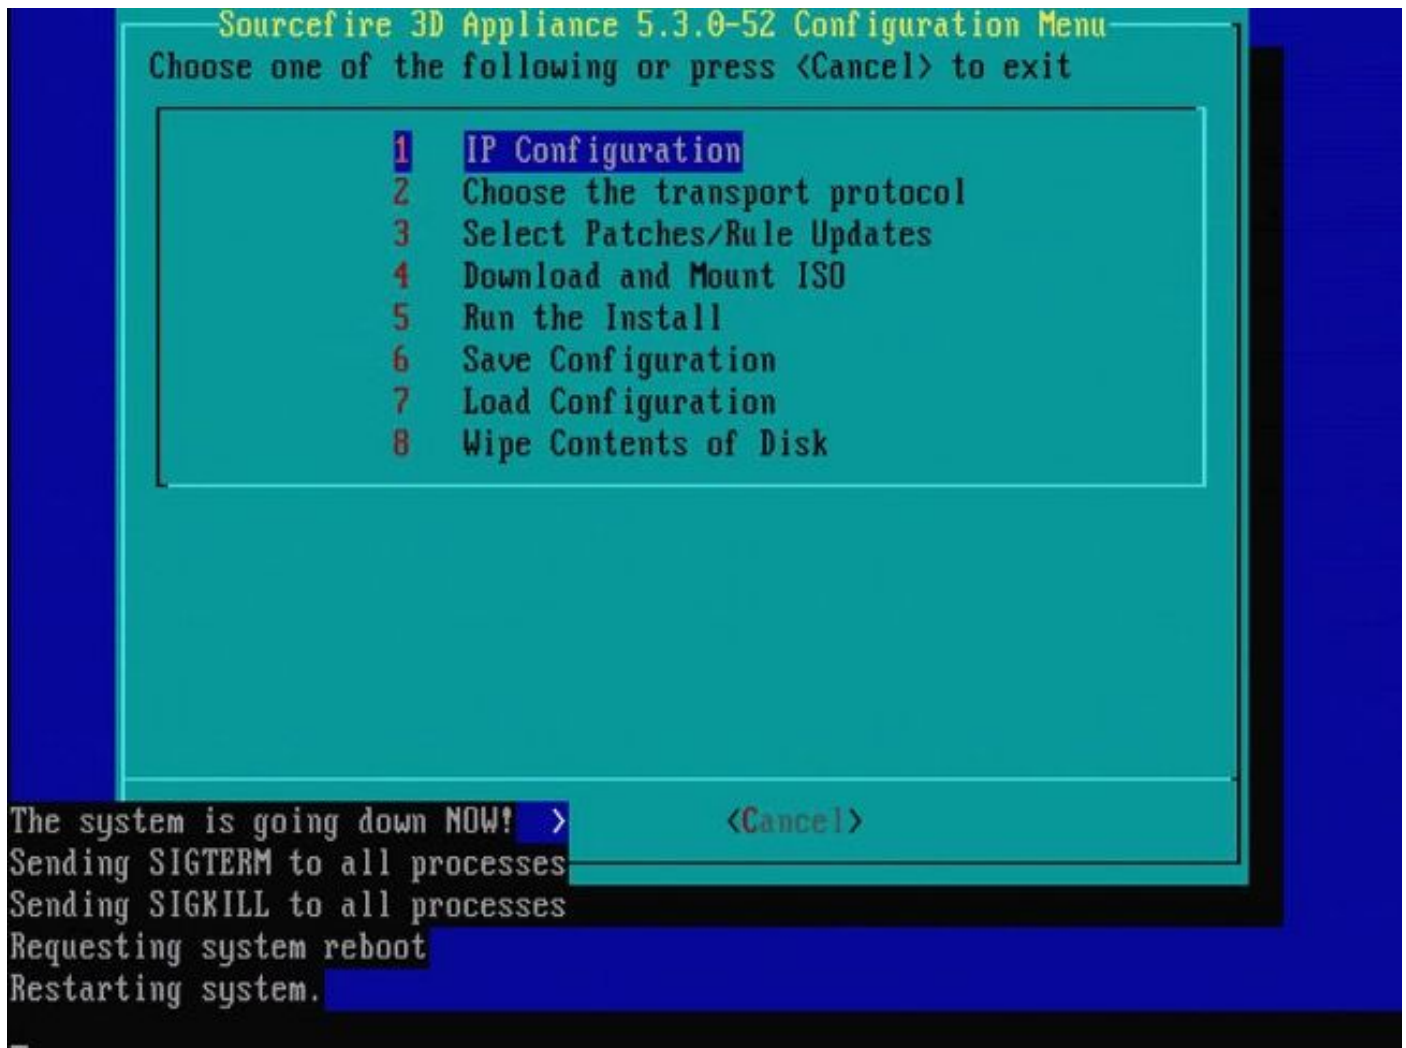 Sourcefire 3D Appliance 5.3.0-52 Configuration Menu
Choose one of the following or press <Cancel> to exit
1 IP Configuration
2 Choose the transport protocol
3 Select Patches/Rule Updates
4 Download and Mount ISO
5 Run the Install
6 Save Configuration
7 Load Configuration
8 Wipe Contents of Disk
The system is going down NOW! > <Cancel>
Sending SIGTERM to all processes
Sending SIGKILL to all processes
Requesting system reboot
Restarting system.